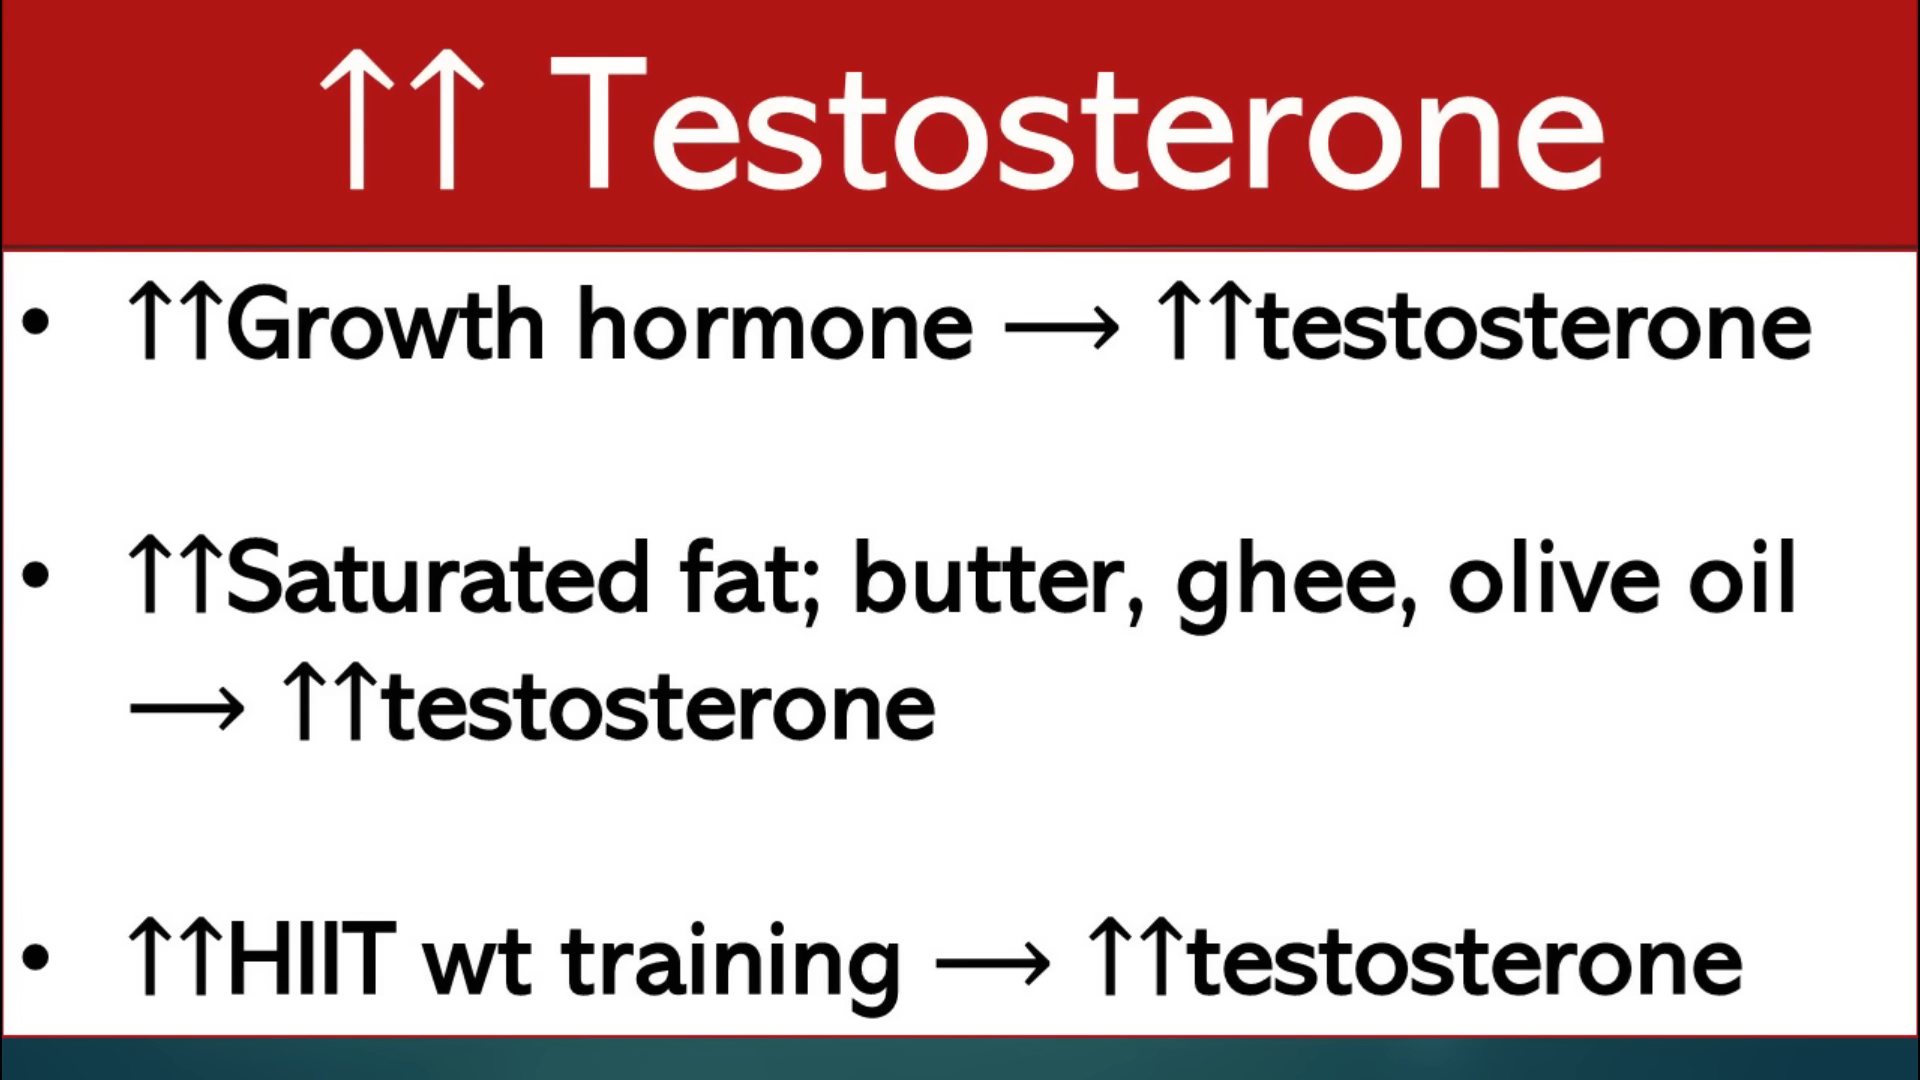 ↑↑ Testosterone
• ↑↑Growth hormone ⟶ ↑↑testosterone
• ↑↑Saturated fat; butter, ghee, olive oil
⟶ ↑↑testosterone
• ↑↑HIIT wt training ⟶ ↑↑testosterone